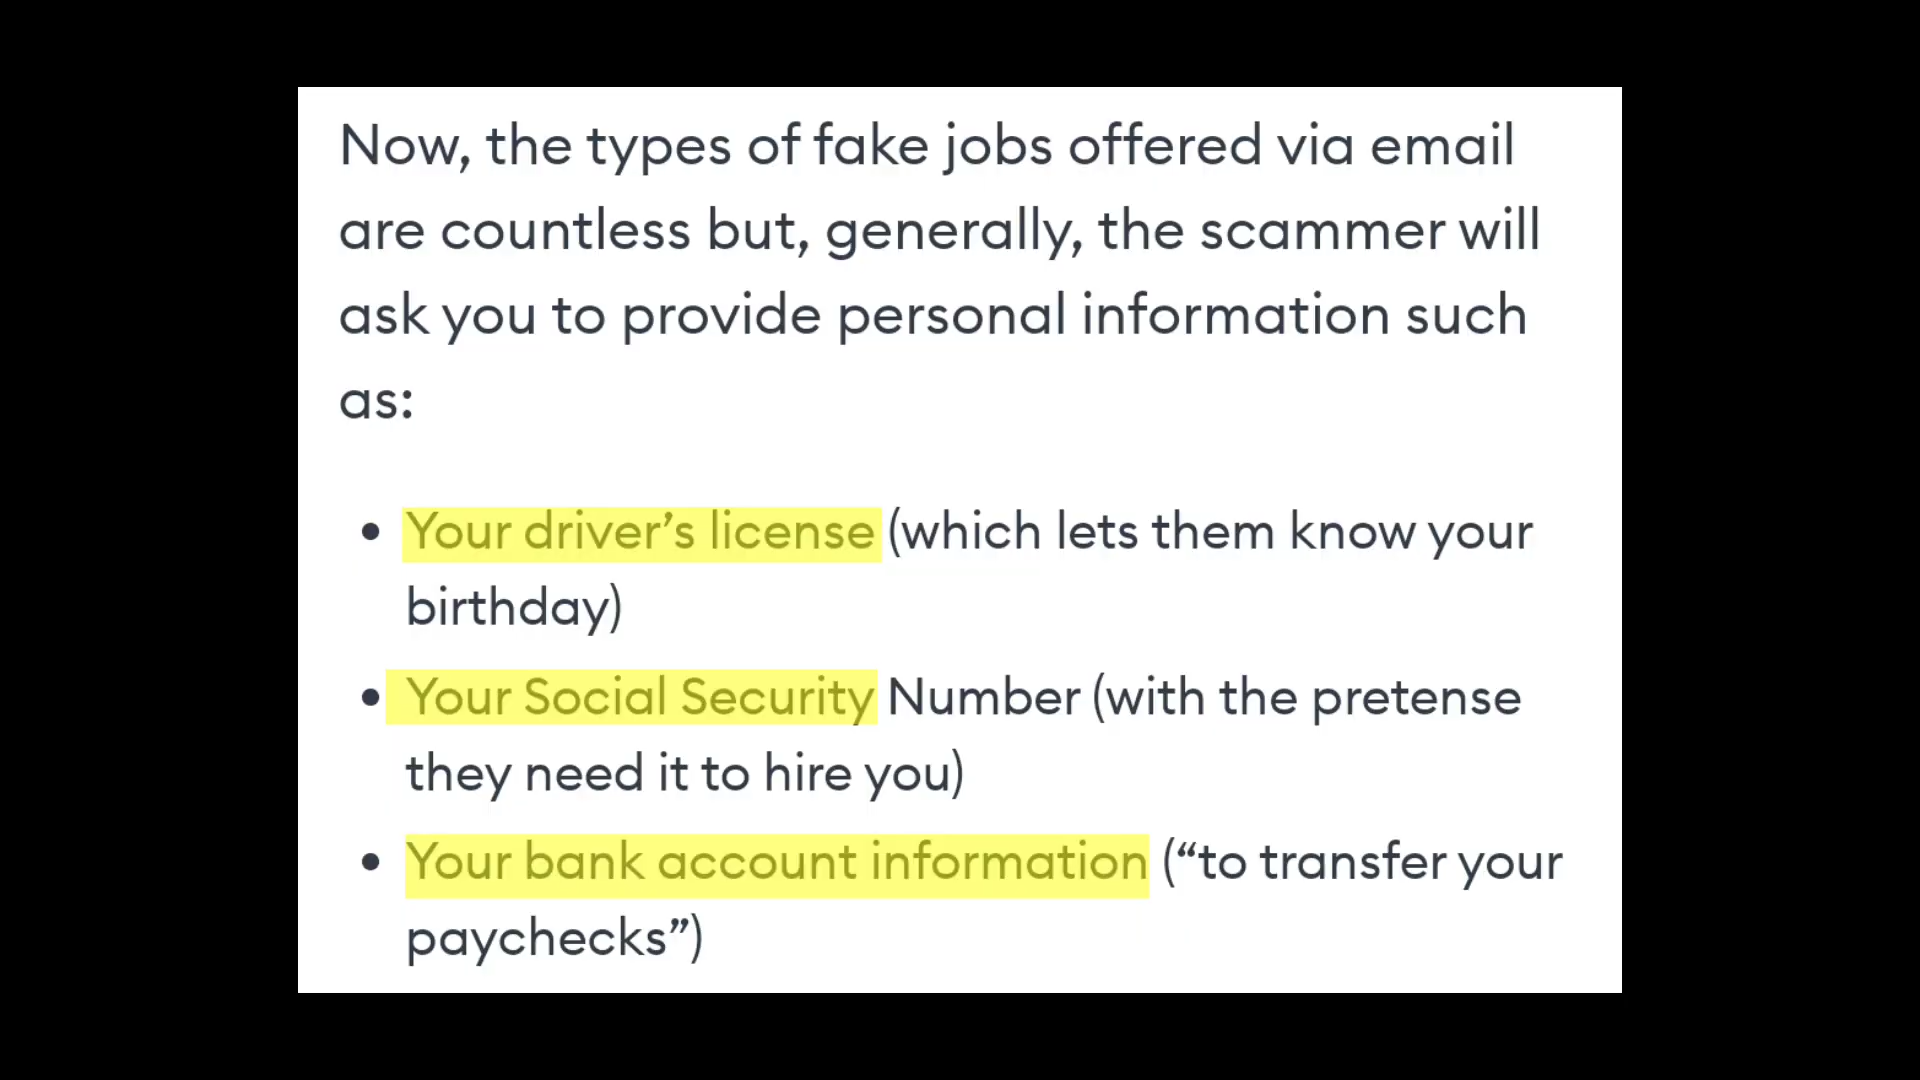 Now, the types of fake jobs offered via email
are countless but, generally, the scammer will
ask you to provide personal information such
as:
• Your driver’s license (which lets them know your
birthday)
• Your Social Security Number (with the pretense
they need it to hire you)
• Your bank account information (“to transfer your
paychecks”)